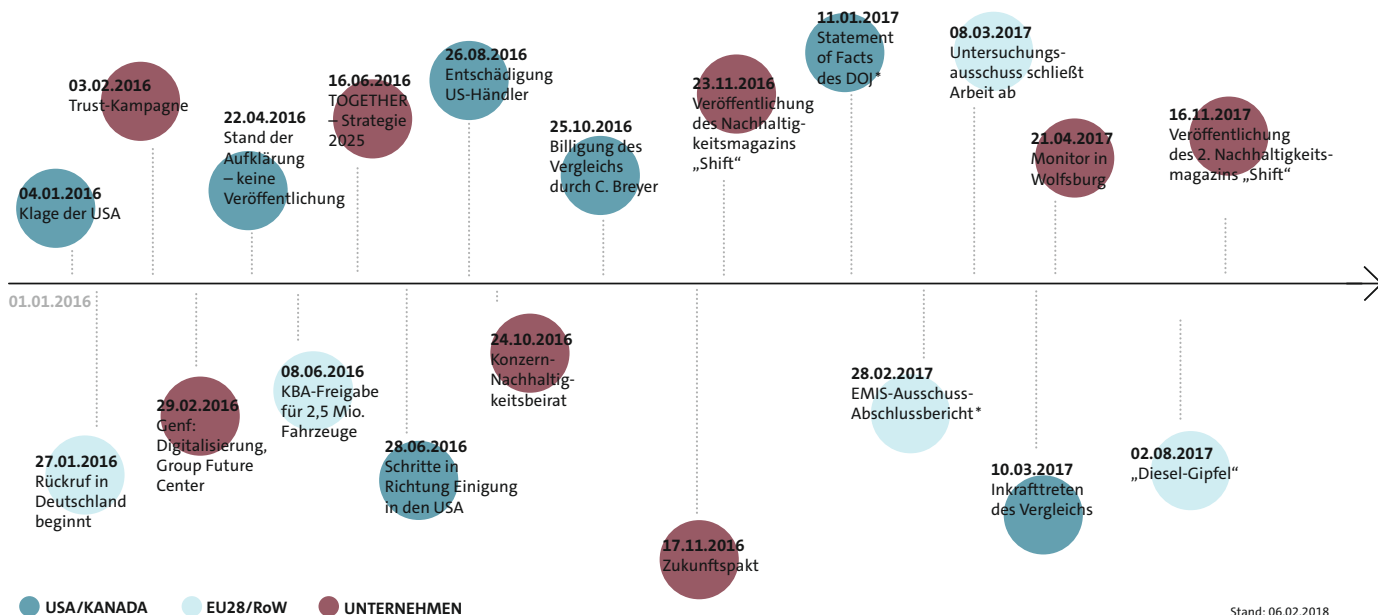 04.01.2016
Klage der USA
03.02.2016
Trust-Kampagne
22.04.2016
Stand der
Aufklärung
– keine
Veröffentlichung
16.06.2016
TOGETHER
– Strategie
2025
26.08.2016
Entschädigung
US-Händler
25.10.2016
Billigung des
Vergleichs
durch C. Breyer
23.11.2016
Veröffentlichung
des Nachhaltig-
keitsmagazins
„Shift“
11.01.2017
Statement
of Facts
des DOJ*
08.03.2017
Untersuchungs-
ausschuss schließt
Arbeit ab
21.04.2017
Monitor in
Wolfsburg
16.11.2017
Veröffentlichung
des 2. Nachhaltigkeits-
magazins „Shift“
01.01.2016
27.01.2016
Rückruf in
Deutschland
beginnt
29.02.2016
Genf:
Digitalisierung,
Group Future
Center
08.06.2016
KBA-Freigabe
für 2,5 Mio.
Fahrzeuge
28.06.2016
Schritte in
Richtung Einigung
in den USA
24.10.2016
Konzern-
Nachhaltig-
keitsbeirat
17.11.2016
Zukunftspakt
28.02.2017
EMIS-Ausschuss-
Abschlussbericht*
10.03.2017
Inkrafttreten
des Vergleichs
02.08.2017
„Diesel-Gipfel“
USA/KANADA
EU28/RoW
UNTERNEHMEN
Stand: 06.02.2018